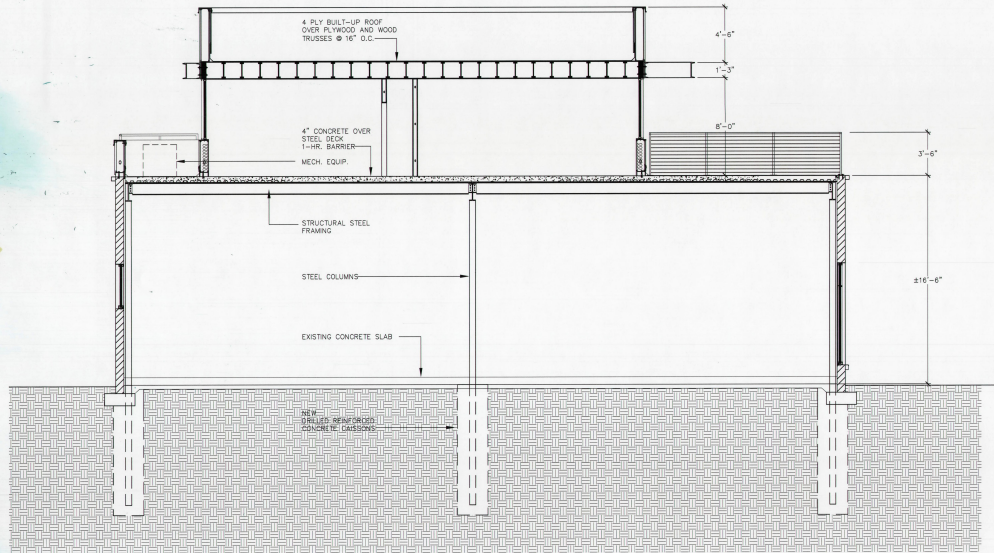 4 PLY BUILT-UP ROOF
OVER PLYWOOD AND WOOD
TRUSSES @ 16" O.C.
4'-6"
1'-3"
8'-0"
4" CONCRETE OVER
STEEL DECK
1-HR. BARRIER
MECH. EQUIP.
3'-6"
STRUCTURAL STEEL
FRAMING
STEEL COLUMNS
±16'-6"
EXISTING CONCRETE SLAB
NEW
DRILLED REINFORCED
CONCRETE CAISSONS